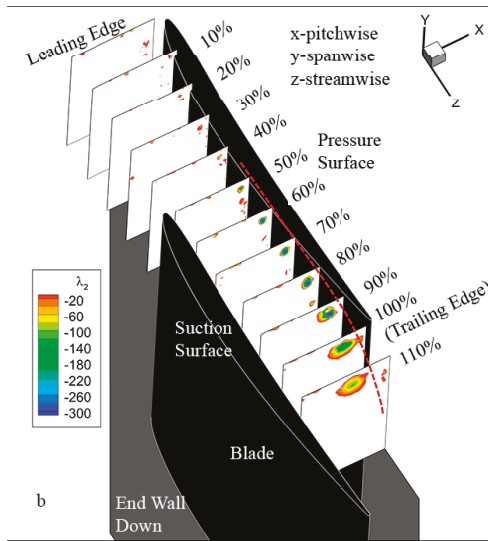 Leading Edge
10%
20%
30%
40%
50%
60%
70%
80%
90%
100%
(Trailing Edge)
110%
x-pitchwise
y-spanwise
z-streamwise
Y
X
Z
Pressure
Surface
λ2
-20
-60
-100
-140
-180
-220
-260
-300
Suction
Surface
Blade
b
End Wall
Down